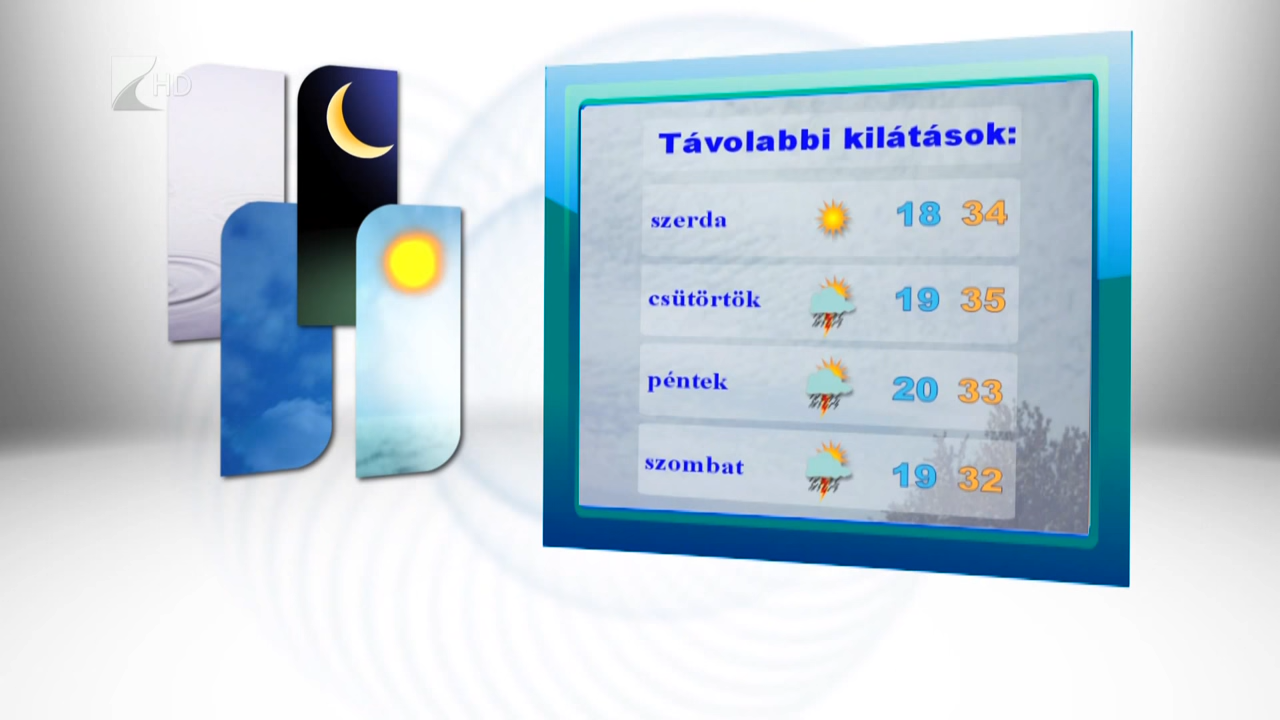 HD
Távolabbi kilátások:
szerda 18 34
csütörtök 19 35
péntek 20 33
szombat 19 32